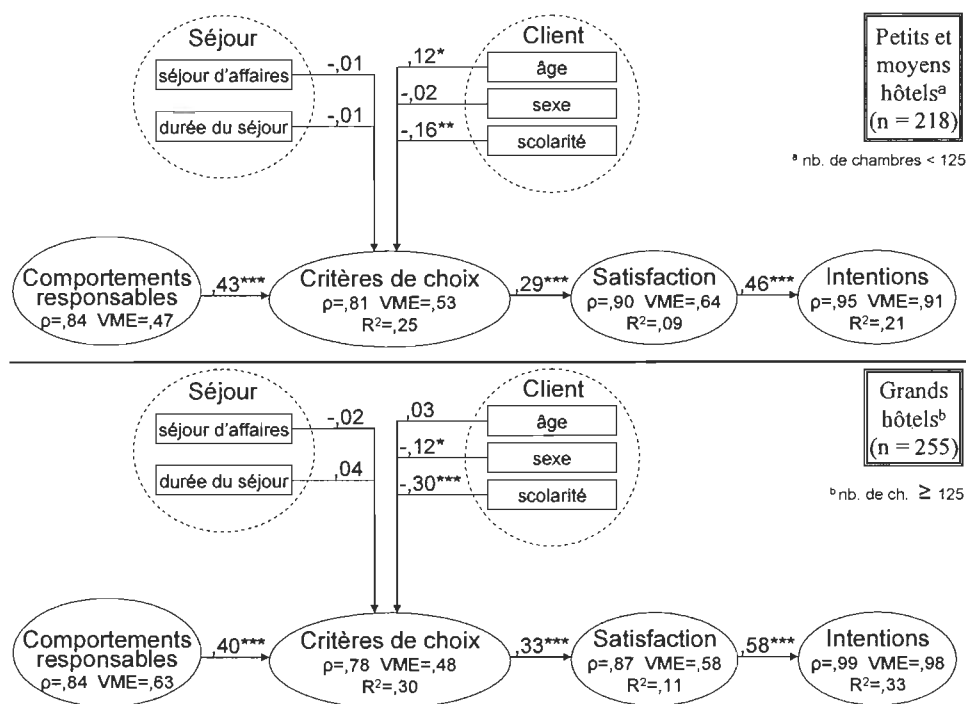 Séjour
séjour d'affaires
durée du séjour
-,01
-,01
Client
,12*
âge
-,02
sexe
-,16**
scolarité
Petits et
moyens
hôtelsᵃ
(n = 218)
ᵃ nb. de chambres < 125
Comportements
responsables
ρ=,84 VME=,47
,43***
Critères de choix
ρ=,81 VME=,53
R²=,25
,29***
Satisfaction
ρ=,90 VME=,64
R²=,09
,46***
Intentions
ρ=,95 VME=,91
R²=,21
Séjour
séjour d'affaires
durée du séjour
-,02
,04
Client
,03
âge
-,12*
sexe
-,30***
scolarité
Grands
hôtelsᵇ
(n = 255)
ᵇ nb. de ch. ≥ 125
Comportements
responsables
ρ=,84 VME=,63
,40***
Critères de choix
ρ=,78 VME=,48
R²=,30
,33***
Satisfaction
ρ=,87 VME=,58
R²=,11
,58***
Intentions
ρ=,99 VME=,98
R²=,33